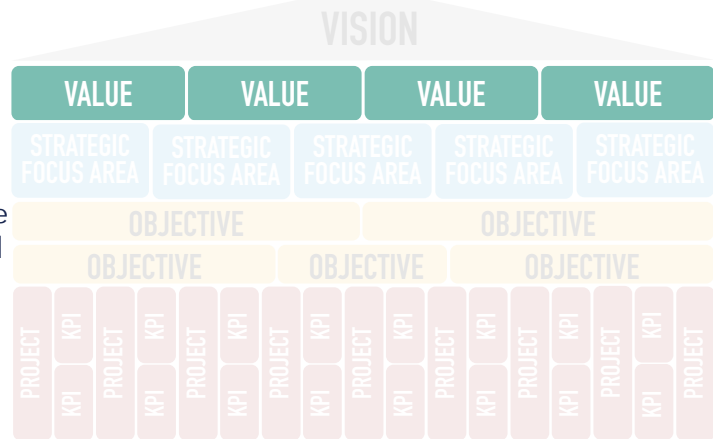 VISION
VALUE VALUE VALUE VALUE
STRATEGIC FOCUS AREA STRATEGIC FOCUS AREA STRATEGIC FOCUS AREA STRATEGIC FOCUS AREA STRATEGIC FOCUS AREA
OBJECTIVE OBJECTIVE
OBJECTIVE OBJECTIVE OBJECTIVE
PROJECT KPI PROJECT KPI PROJECT KPI PROJECT KPI PROJECT KPI PROJECT KPI PROJECT KPI PROJECT KPI PROJECT
KPI KPI KPI KPI KPI KPI KPI KPI